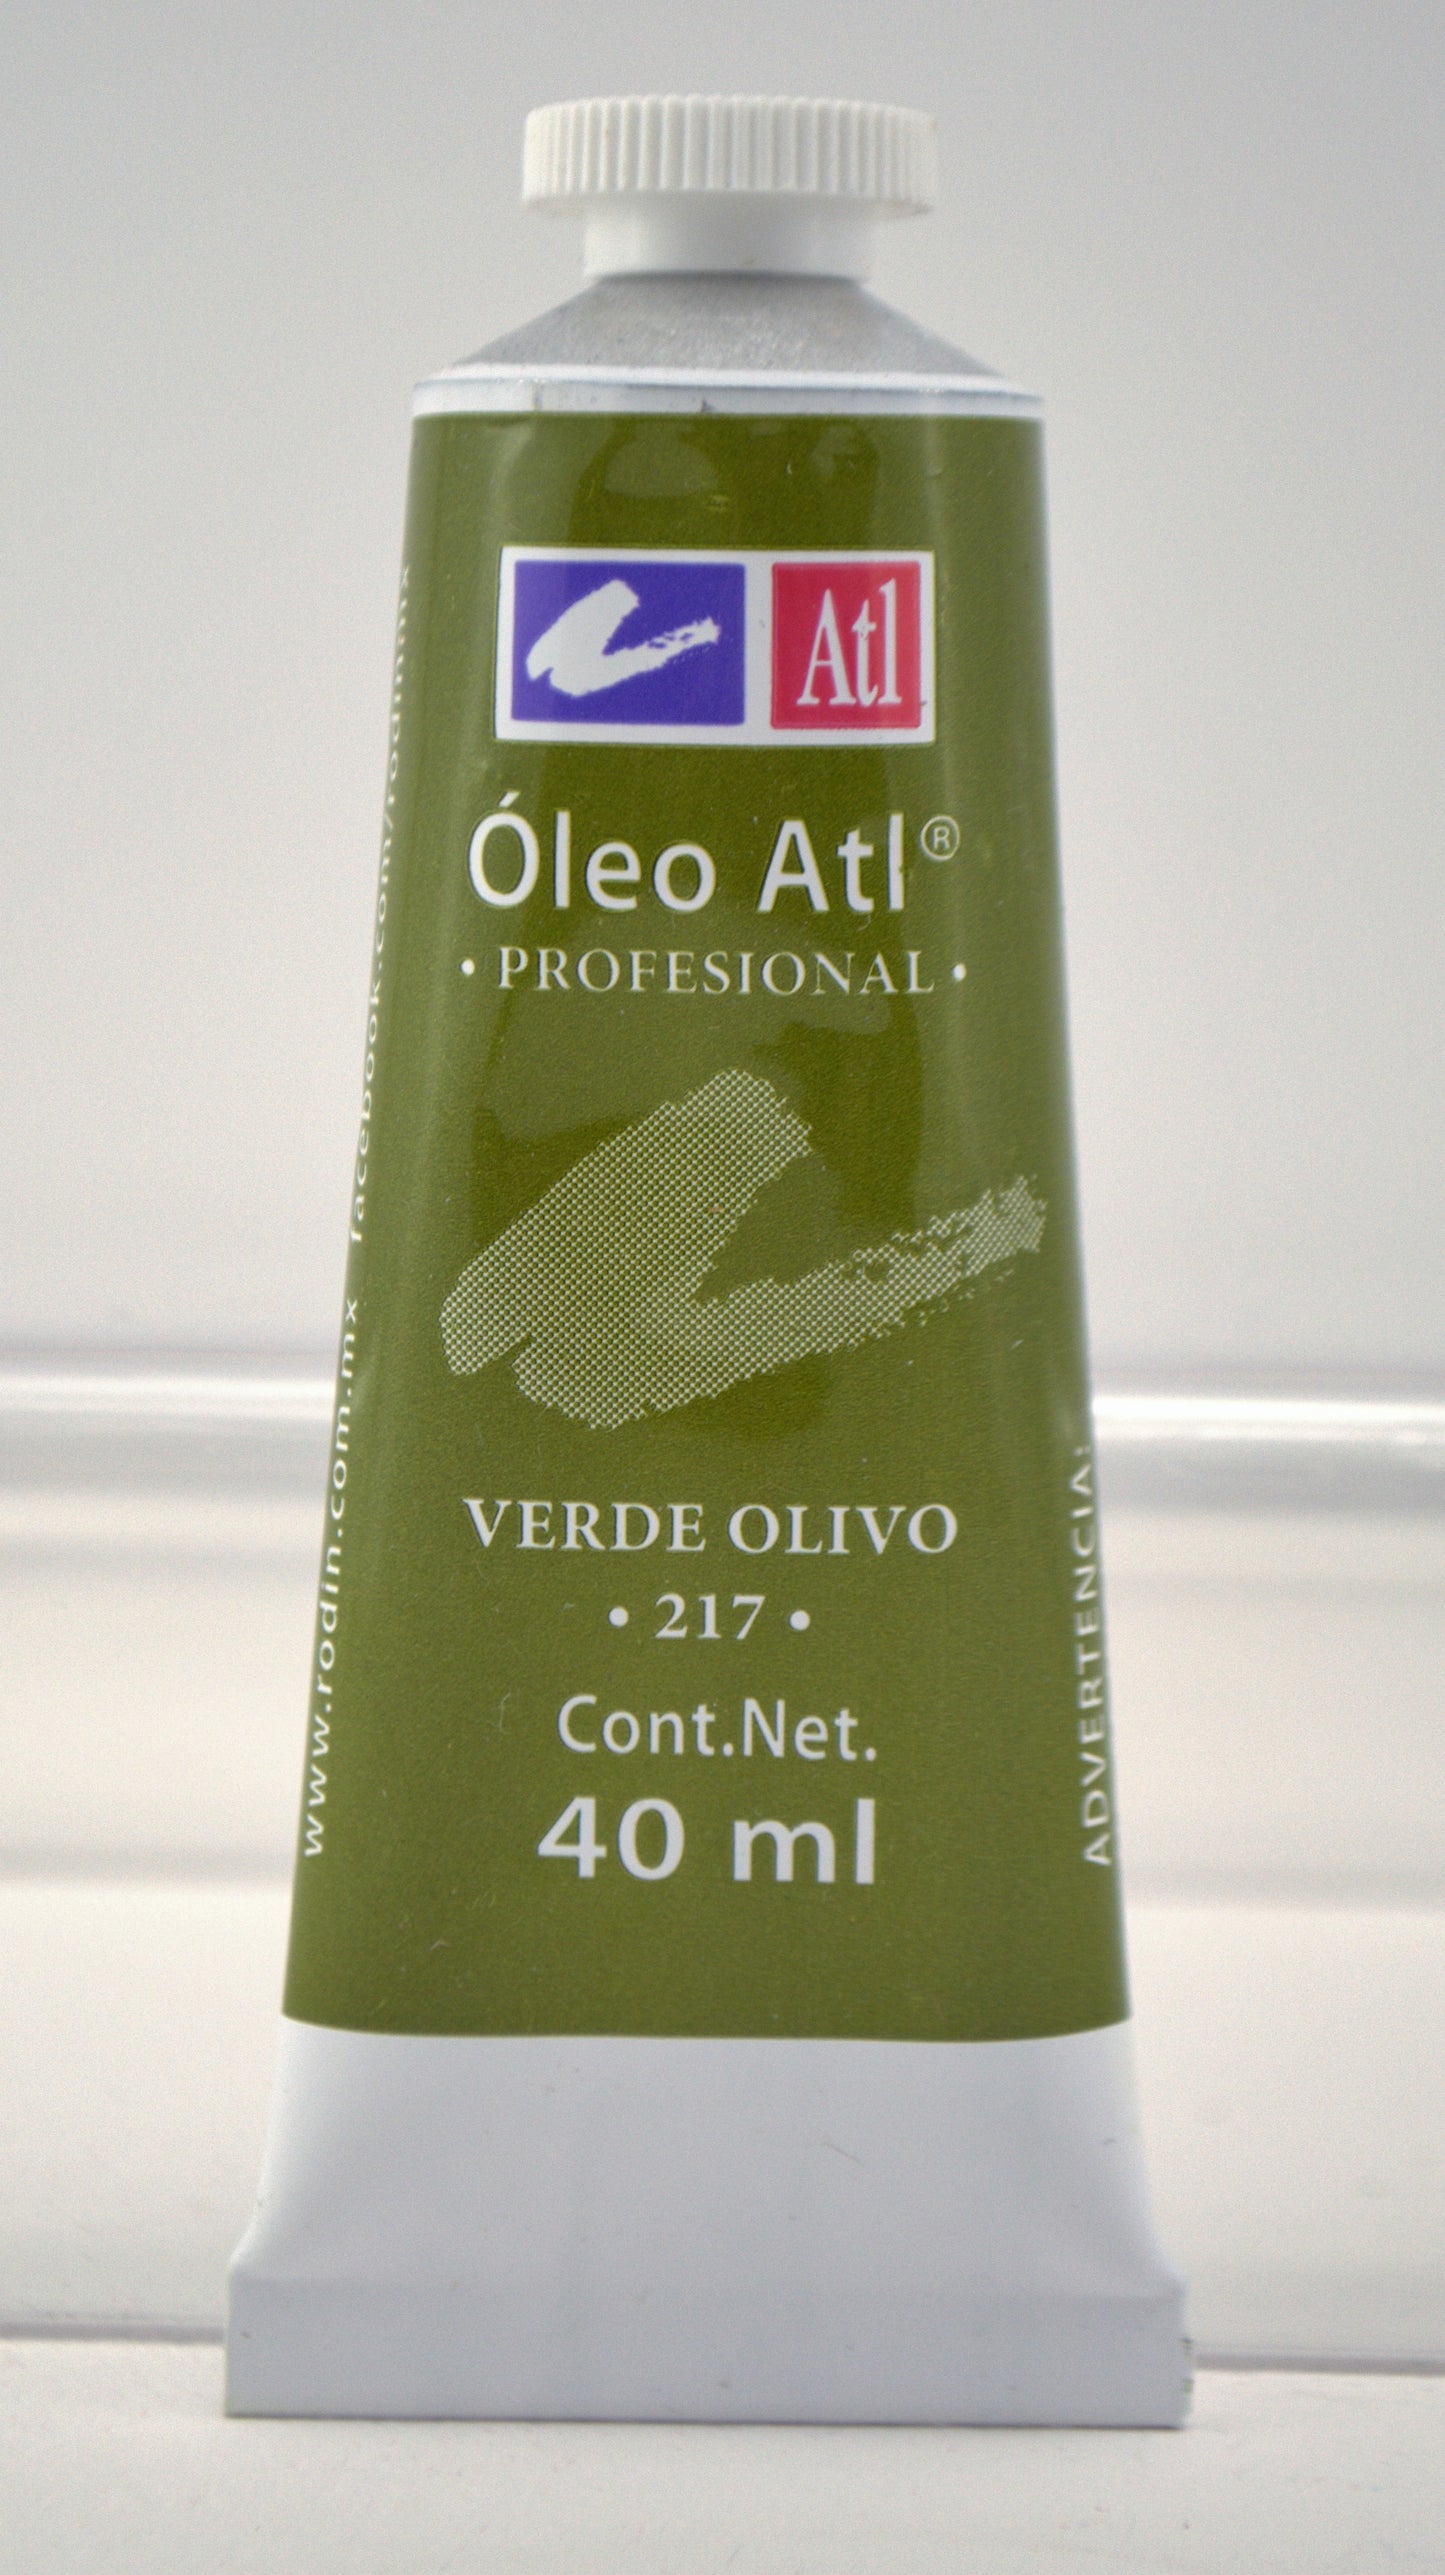 Atl
Óleo Atl®
• PROFESIONAL •
VERDE OLIVO
• 217 •
Cont.Net.
40 ml
www.rodin.com.mx facebook.com/rodinmx
ADVERTENCIA: